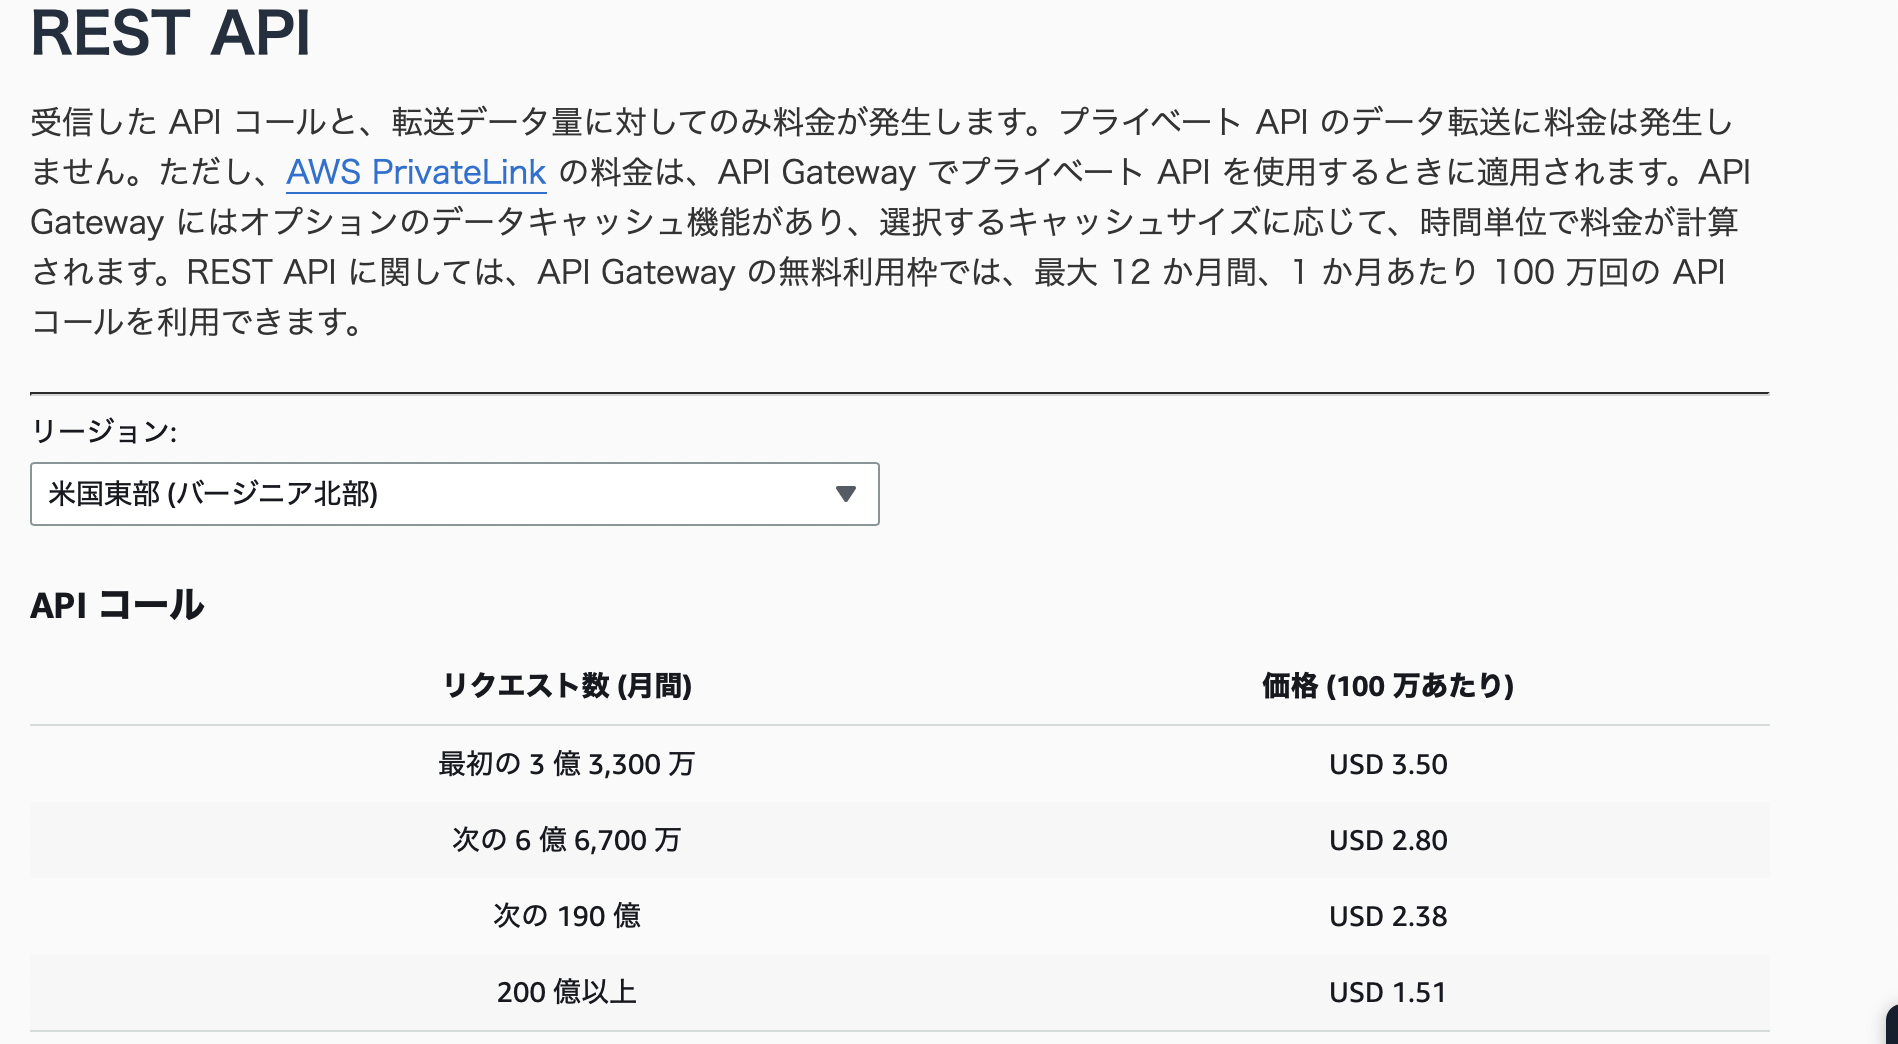 REST API
受信した API コールと、転送データ量に対してのみ料金が発生します。プライベート API のデータ転送に料金は発生し
ません。ただし、AWS PrivateLink の料金は、API Gateway でプライベート API を使用するときに適用されます。API
Gateway にはオプションのデータキャッシュ機能があり、選択するキャッシュサイズに応じて、時間単位で料金が計算
されます。REST API に関しては、API Gateway の無料利用枠では、最大 12 か月間、1 か月あたり 100 万回の API
コールを利用できます。
リージョン:
米国東部 (バージニア北部)
API コール
リクエスト数 (月間) 価格 (100 万あたり)
最初の 3 億 3,300 万 USD 3.50
次の 6 億 6,700 万 USD 2.80
次の 190 億 USD 2.38
200 億以上 USD 1.51